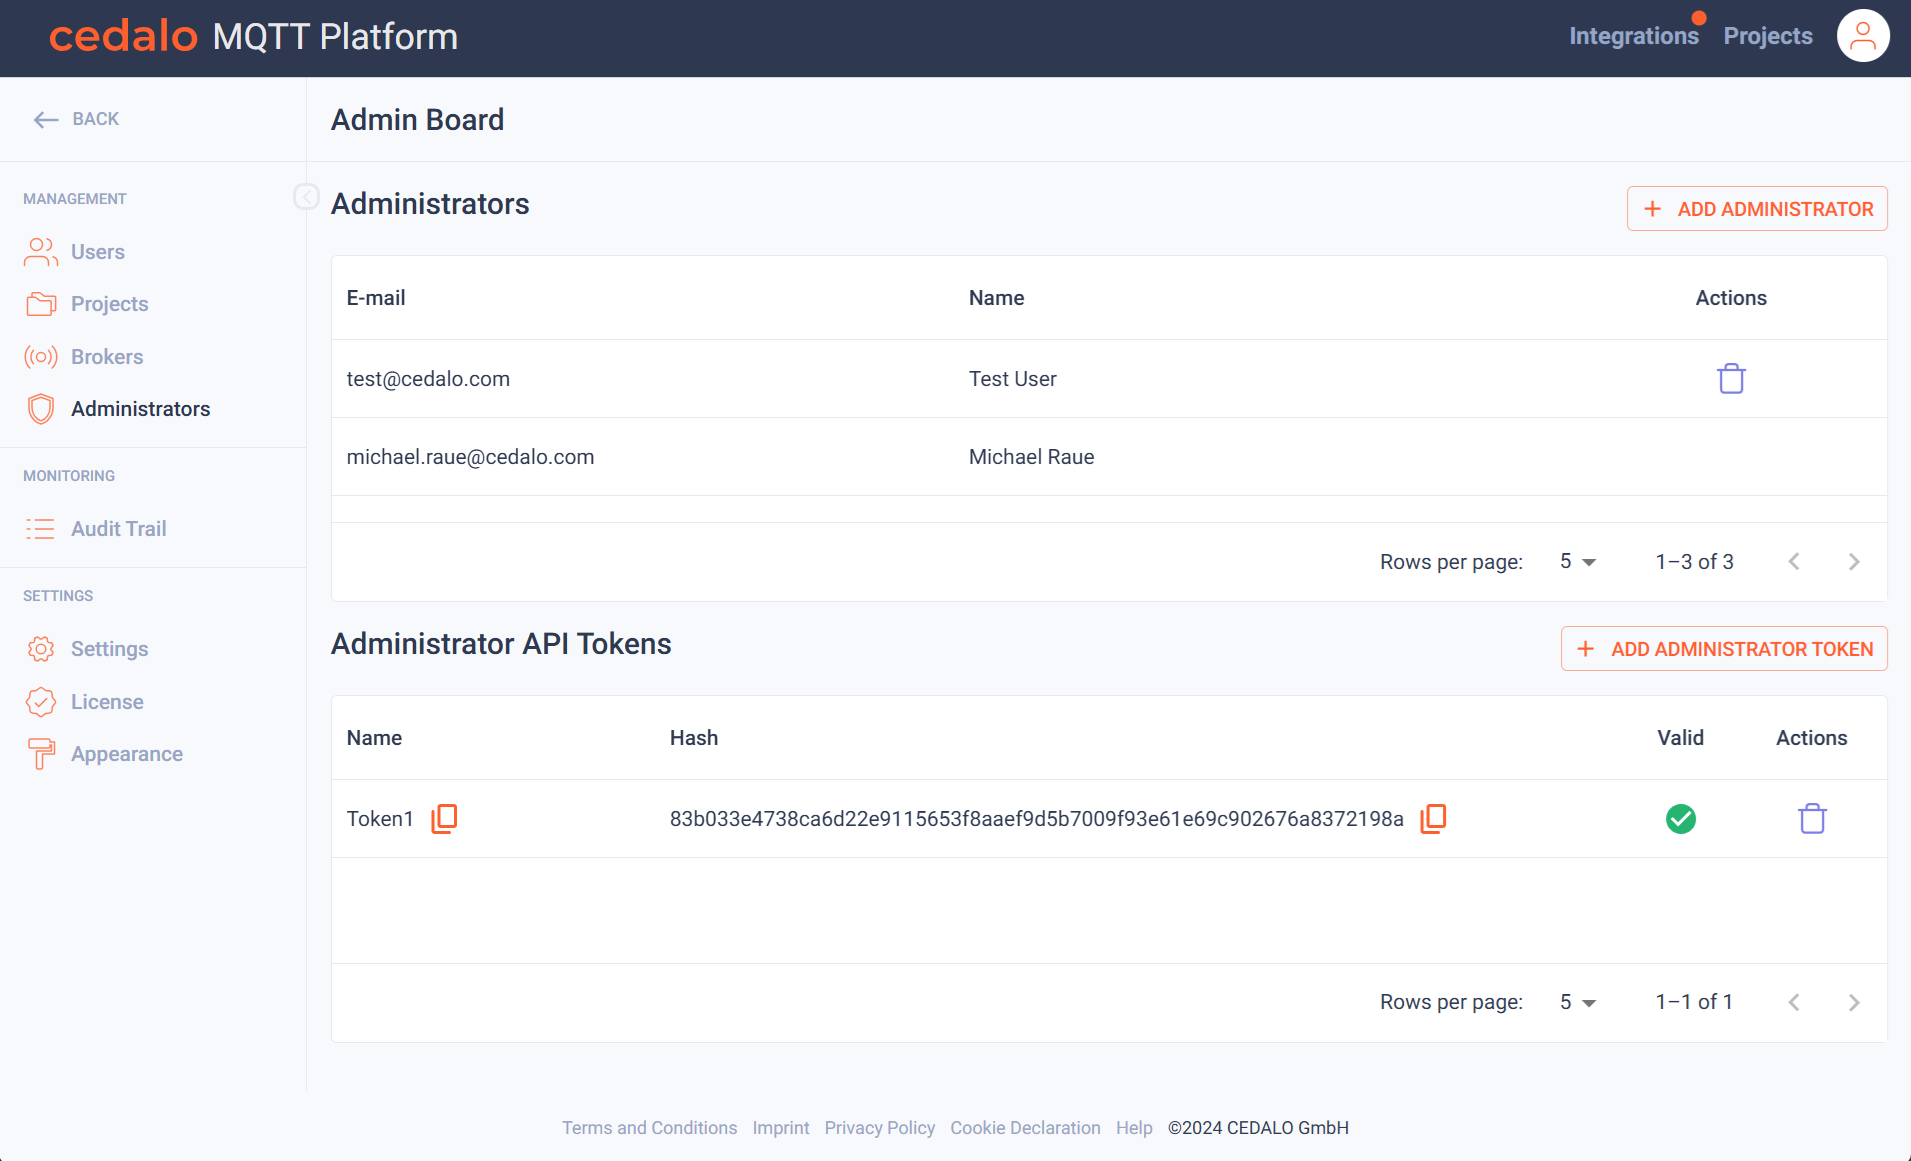 cedalo MQTT Platform
Integrations Projects
BACK
Admin Board
MANAGEMENT
Users
Projects
Brokers
Administrators
MONITORING
Audit Trail
SETTINGS
Settings
License
Appearance
Administrators
+ ADD ADMINISTRATOR
E-mail Name Actions
test@cedalo.com Test User
michael.raue@cedalo.com Michael Raue
Rows per page: 5 1–3 of 3
Administrator API Tokens
+ ADD ADMINISTRATOR TOKEN
Name Hash Valid Actions
Token1 83b033e4738ca6d22e9115653f8aaef9d5b7009f93e61e69c902676a8372198a
Rows per page: 5 1–1 of 1
Terms and Conditions Imprint Privacy Policy Cookie Declaration Help ©2024 CEDALO GmbH